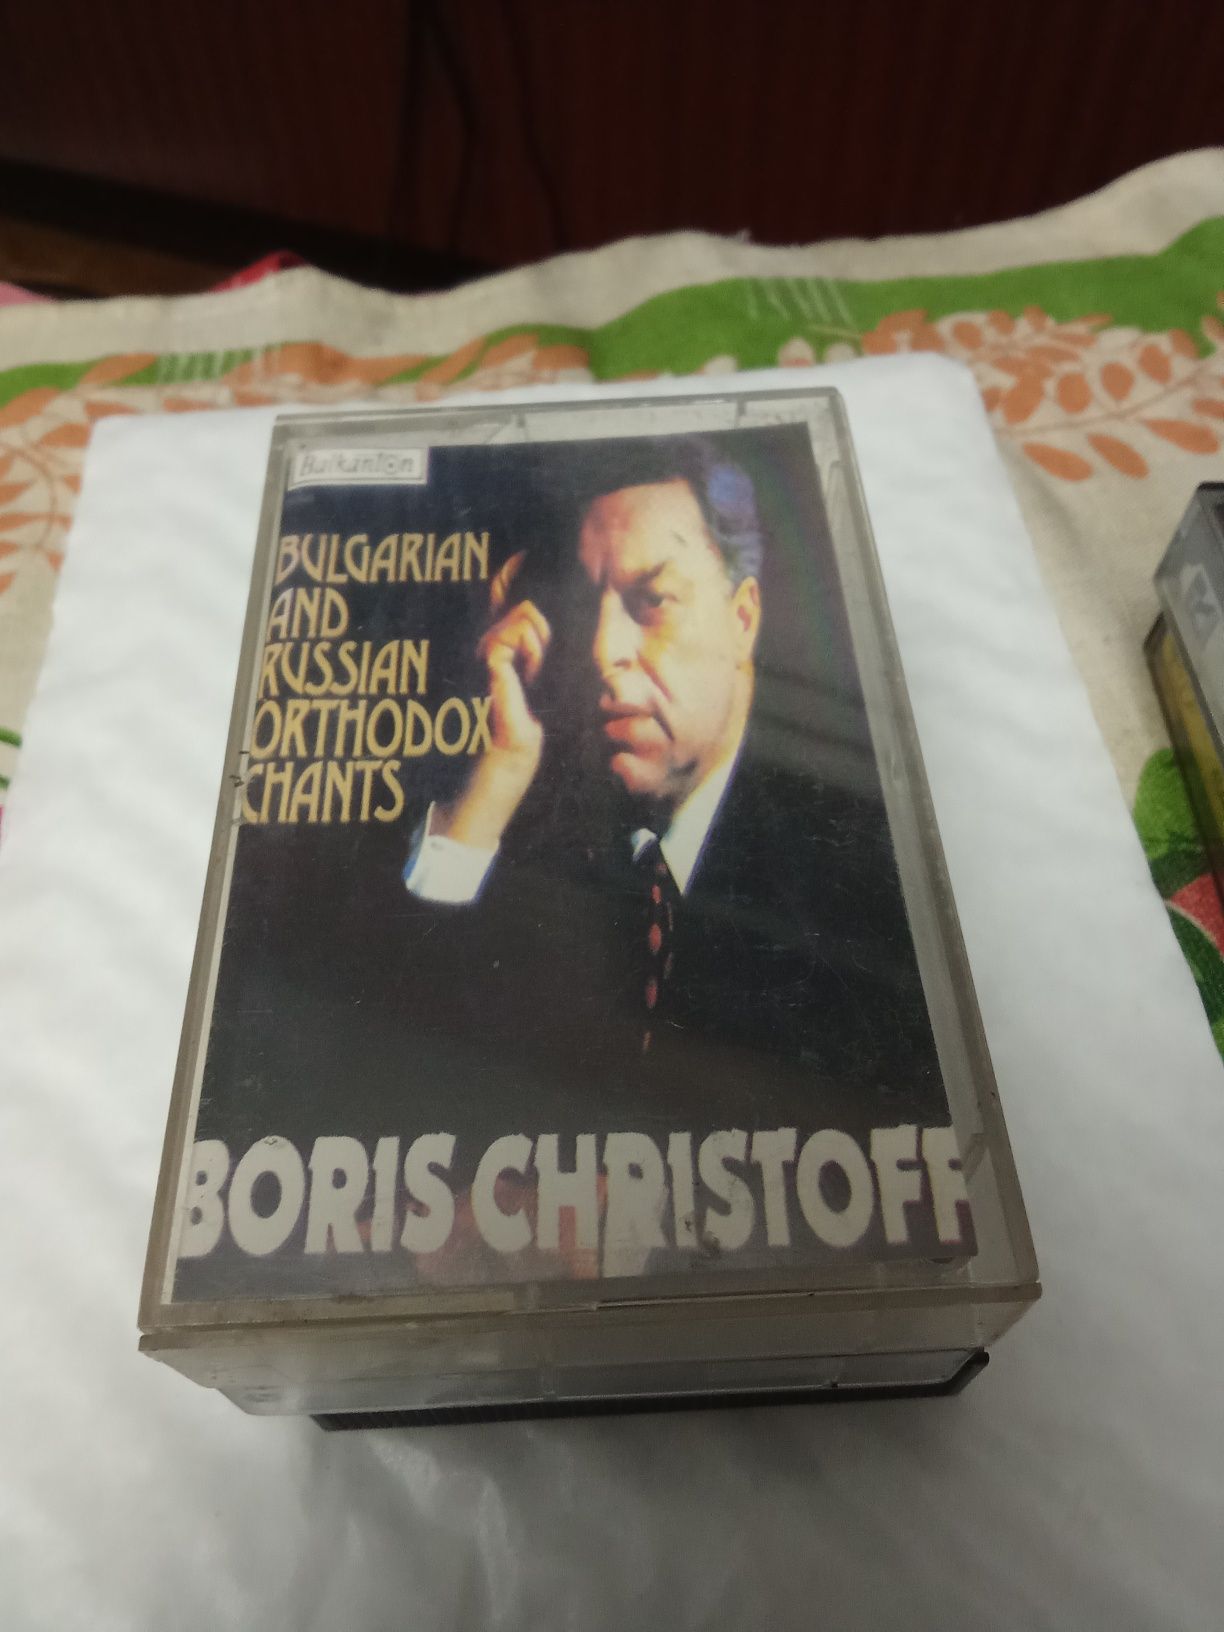 Balkanton
BULGARIAN
AND
RUSSIAN
ORTHODOX
CHANTS
BORIS CHRISTOFF